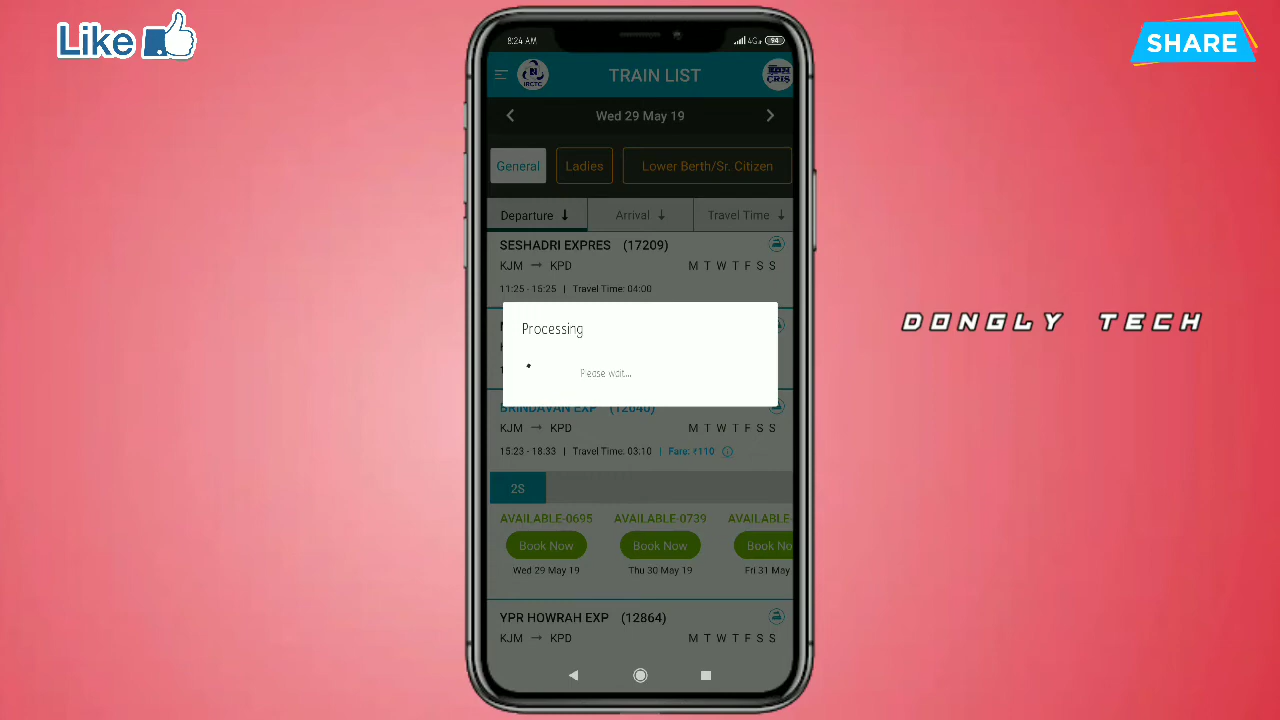 Like
SHARE
8:24 AM
4G+
94
IRCTC
TRAIN LIST
CRIS
Wed 29 May 19
General
Ladies
Lower Berth/Sr. Citizen
Departure
Arrival
Travel Time
SESHADRI EXPRES (17209)
KJM → KPD
M T W T F S S
11:25 - 15:25 | Travel Time: 04:00
Processing
Please wait...
DONGLY TECH
BRINDAVAN EXP (12640)
KJM → KPD
M T W T F S S
15:23 - 18:33 | Travel Time: 03:10 | Fare: ₹110
2S
AVAILABLE-0695 AVAILABLE-0739 AVAILABLE-
Book Now Book Now Book No
Wed 29 May 19 Thu 30 May 19 Fri 31 May
YPR HOWRAH EXP (12864)
KJM → KPD
M T W T F S S